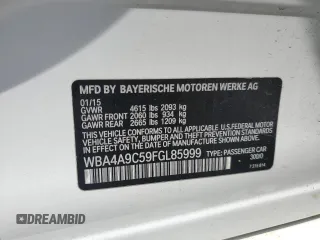 MFD BY BAYERISCHE MOTOREN WERKE AG
01/15
GVWR 4615 lbs 2093 kg
GAWR FRONT 2060 lbs 934 kg
GAWR REAR 2665 lbs 1209 kg
THIS VEHICLE CONFORMS TO ALL APPLICABLE U.S. FEDERAL MOTOR
VEHICLE SAFETY, BUMPER, AND THEFT PREVENTION STANDARDS
IN EFFECT ON THE DATE OF MANUFACTURE SHOWN ABOVE.
WBA4A9C59FGL85999 TYPE: PASSENGER CAR
300/0